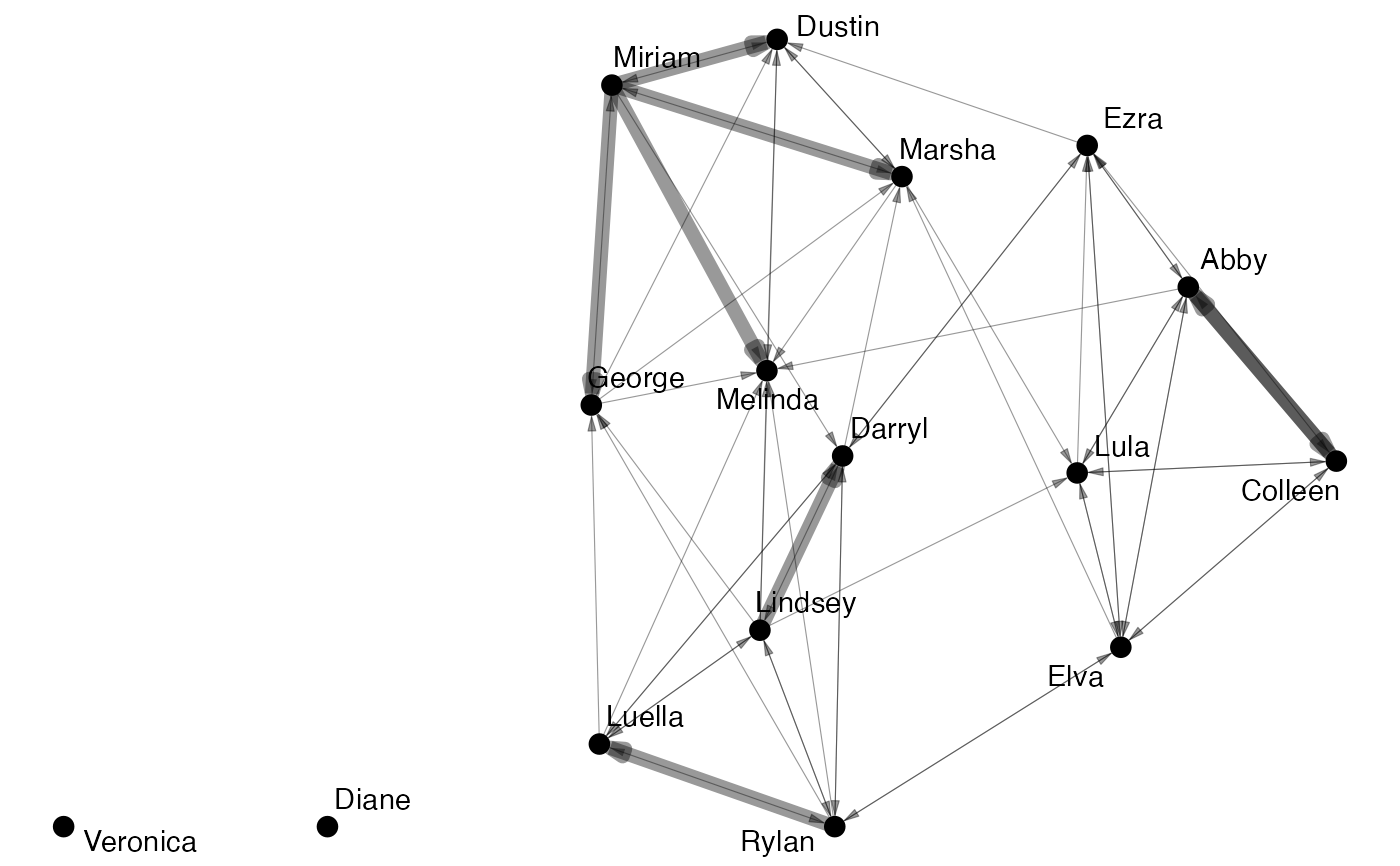 Dustin
Miriam
Ezra
Marsha
Abby
George
Melinda
Darryl
Lula
Colleen
Lindsey
Elva
Luella
Diane
Veronica
Rylan